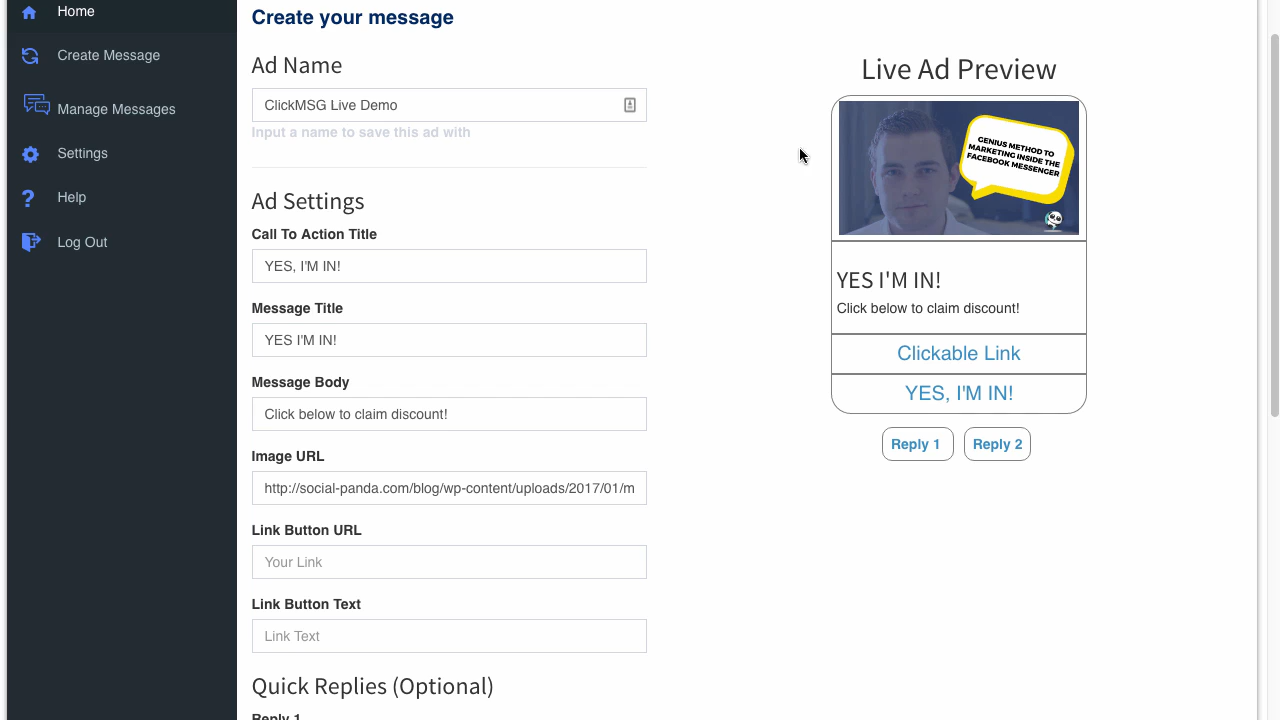 Home
Create Message
Manage Messages
Settings
Help
Log Out
Create your message
Ad Name
ClickMSG Live Demo
Input a name to save this ad with
Ad Settings
Call To Action Title
YES, I'M IN!
Message Title
YES I'M IN!
Message Body
Click below to claim discount!
Image URL
http://social-panda.com/blog/wp-content/uploads/2017/01/m
Link Button URL
Your Link
Link Button Text
Link Text
Quick Replies (Optional)
Reply 1
Live Ad Preview
GENIUS METHOD TO
MARKETING INSIDE THE
FACEBOOK MESSENGER
YES I'M IN!
Click below to claim discount!
Clickable Link
YES, I'M IN!
Reply 1
Reply 2